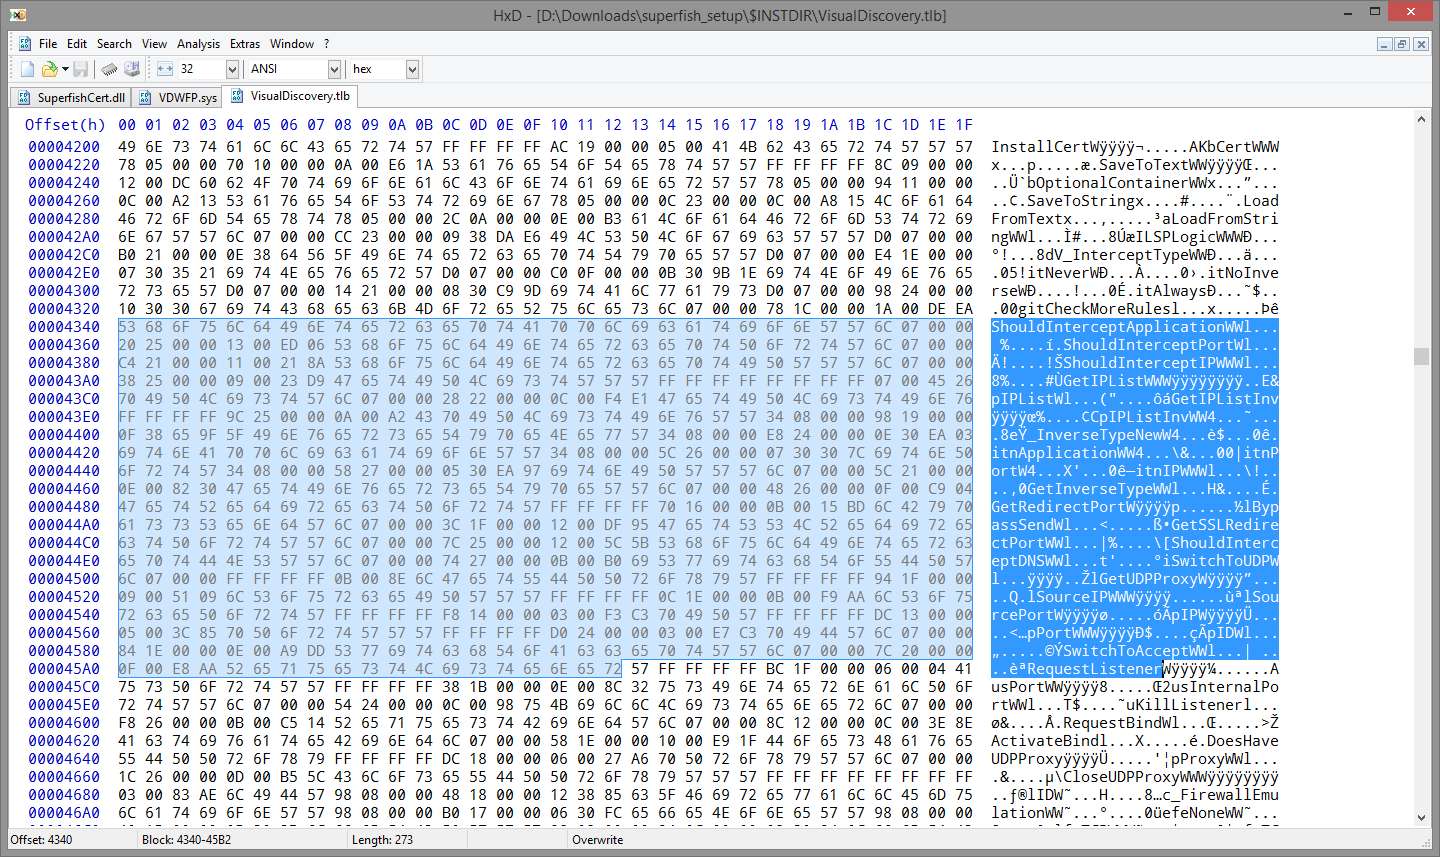 HxD - [D:\Downloads\superfish_setup\$INSTDIR\VisualDiscovery.tlb]
File Edit Search View Analysis Extras Window ?
32 ANSI hex
SuperfishCert.dll VDWFP.sys VisualDiscovery.tlb
Offset(h) 00 01 02 03 04 05 06 07 08 09 0A 0B 0C 0D 0E 0F 10 11 12 13 14 15 16 17 18 19 1A 1B 1C 1D 1E 1F
00004200 49 6E 73 74 61 6C 6C 43 65 72 74 57 FF FF FF FF AC 19 00 00 05 00 41 4B 62 43 65 72 74 57 57 57 InstallCertWÿÿÿÿ¬.....AKbCertWWW
00004220 78 05 00 00 70 10 00 00 0A 00 E6 1A 53 61 76 65 54 6F 54 65 78 74 57 57 FF FF FF FF 8C 09 00 00 x...p.....æ.SaveToTextWWÿÿÿÿŒ...
00004240 12 00 DC 60 62 4F 70 74 69 6F 6E 61 6C 43 6F 6E 74 61 69 6E 65 72 57 57 78 05 00 00 94 11 00 00 ..Ü`bOptionalContainerWWx...”...
00004260 0C 00 A2 13 53 61 76 65 54 6F 53 74 72 69 6E 67 78 05 00 00 0C 23 00 00 0C 00 A8 15 4C 6F 61 64 ..¢.SaveToStringx....#....¨.Load
00004280 46 72 6F 6D 54 65 78 74 78 05 00 00 2C 0A 00 00 0E 00 B3 61 4C 6F 61 64 46 72 6F 6D 53 74 72 69 FromTextx...,.....³aLoadFromStri
000042A0 6E 67 57 57 6C 07 00 00 CC 23 00 00 09 38 DA E6 49 4C 53 50 4C 6F 67 69 63 57 57 57 D0 07 00 00 ngWWl...Ì#...8ÚæILSPLogicWWWÐ...
000042C0 B0 21 00 00 0E 38 64 56 5F 49 6E 74 65 72 63 65 70 74 54 79 70 65 57 57 D0 07 00 00 E4 1E 00 00 °!...8dV_InterceptTypeWWÐ...ä...
000042E0 07 30 35 21 69 74 4E 65 76 65 72 57 D0 07 00 00 C0 0F 00 00 0B 30 9B 1E 69 74 4E 6F 49 6E 76 65 .05!itNeverWÐ...À....0›.itNoInve
00004300 72 73 65 57 D0 07 00 00 14 21 00 00 08 30 C9 9D 69 74 41 6C 77 61 79 73 D0 07 00 00 98 24 00 00 rseWÐ....!...0É.itAlwaysÐ...˜$..
00004320 10 30 30 67 69 74 43 68 65 63 6B 4D 6F 72 65 52 75 6C 65 73 6C 07 00 00 78 1C 00 00 1A 00 DE EA .00gitCheckMoreRulesl...x.....Þê
00004340 53 68 6F 75 6C 64 49 6E 74 65 72 63 65 70 74 41 70 70 6C 69 63 61 74 69 6F 6E 57 57 6C 07 00 00 ShouldInterceptApplicationWWl...
00004360 20 25 00 00 13 00 ED 06 53 68 6F 75 6C 64 49 6E 74 65 72 63 65 70 74 50 6F 72 74 57 6C 07 00 00 %....í.ShouldInterceptPortWl...
00004380 C4 21 00 00 11 00 21 8A 53 68 6F 75 6C 64 49 6E 74 65 72 63 65 70 74 49 50 57 57 57 6C 07 00 00 Ä!....!ŠShouldInterceptIPWWWl...
000043A0 38 25 00 00 09 00 23 D9 47 65 74 49 50 4C 69 73 74 57 57 57 FF FF FF FF FF FF FF FF 07 00 45 26 8%....#ÙGetIPListWWWÿÿÿÿÿÿÿÿ..E&
000043C0 70 49 50 4C 69 73 74 57 6C 07 00 00 28 22 00 00 0C 00 F4 E1 47 65 74 49 50 4C 69 73 74 49 6E 76 pIPListWl...("....ôáGetIPListInv
000043E0 FF FF FF FF 9C 25 00 00 0A 00 A2 43 70 49 50 4C 69 73 74 49 6E 76 57 57 34 08 00 00 98 19 00 00 ÿÿÿÿœ%....¢CpIPListInvWW4...˜...
00004400 0F 38 65 9F 5F 49 6E 76 65 72 73 65 54 79 70 65 4E 65 77 57 34 08 00 00 E8 24 00 00 0E 30 EA 03 .8eŸ_InverseTypeNewW4...è$...0ê.
00004420 69 74 6E 41 70 70 6C 69 63 61 74 69 6F 6E 57 57 34 08 00 00 5C 26 00 00 07 30 30 7C 69 74 6E 50 itnApplicationWW4...\&...00|itnP
00004440 6F 72 74 57 34 08 00 00 58 27 00 00 05 30 EA 97 69 74 6E 49 50 57 57 57 6C 07 00 00 5C 21 00 00 ortW4...X'...0ê—itnIPWWWl...\!..
00004460 0E 00 82 30 47 65 74 49 6E 76 65 72 73 65 54 79 70 65 57 57 6C 07 00 00 48 26 00 00 0F 00 C9 04 ..‚0GetInverseTypeWWl...H&....É.
00004480 47 65 74 52 65 64 69 72 65 63 74 50 6F 72 74 57 FF FF FF FF 70 16 00 00 0B 00 15 BD 6C 42 79 70 GetRedirectPortWÿÿÿÿp......½lByp
000044A0 61 73 73 53 65 6E 64 57 6C 07 00 00 3C 1F 00 00 12 00 DF 95 47 65 74 53 53 4C 52 65 64 69 72 65 assSendWl...<.....ß•GetSSLRedire
000044C0 63 74 50 6F 72 74 57 57 6C 07 00 00 7C 25 00 00 12 00 5C 5B 53 68 6F 75 6C 64 49 6E 74 65 72 63 ctPortWWl...|%....\[ShouldInterc
000044E0 65 70 74 44 4E 53 57 57 6C 07 00 00 74 27 00 00 0B 00 B0 69 53 77 69 74 63 68 54 6F 55 44 50 57 eptDNSWWl...t'....°iSwitchToUDPW
00004500 6C 07 00 00 FF FF FF FF 0B 00 8E 6C 47 65 74 55 44 50 50 72 6F 78 79 57 FF FF FF FF 94 1F 00 00 l...ÿÿÿÿ..ŽlGetUDPProxyWÿÿÿÿ”...
00004520 09 00 51 09 6C 53 6F 75 72 63 65 49 50 57 57 57 FF FF FF FF 0C 1E 00 00 0B 00 F9 AA 6C 53 6F 75 ..Q.lSourceIPWWWÿÿÿÿ......ùªlSou
00004540 72 63 65 50 6F 72 74 57 FF FF FF FF F8 14 00 00 03 00 F3 C3 70 49 50 57 FF FF FF FF DC 13 00 00 rcePortWÿÿÿÿø.....óÃpIPWÿÿÿÿÜ...
00004560 05 00 3C 85 70 50 6F 72 74 57 57 57 FF FF FF FF D0 24 00 00 03 00 E7 C3 70 49 44 57 6C 07 00 00 ..<…pPortWWWÿÿÿÿÐ$....çÃpIDWl...
00004580 84 1E 00 00 0E 00 A9 DD 53 77 69 74 63 68 54 6F 41 63 63 65 70 74 57 57 6C 07 00 00 7C 20 00 00 „.....©ÝSwitchToAcceptWWl...| ..
000045A0 0F 00 E8 AA 52 65 71 75 65 73 74 4C 69 73 74 65 6E 65 72 57 FF FF FF FF BC 1F 00 00 06 00 04 41 ..èªRequestListenerWÿÿÿÿ¼......A
000045C0 75 73 50 6F 72 74 57 57 FF FF FF FF 38 1B 00 00 0E 00 8C 32 75 73 49 6E 74 65 72 6E 61 6C 50 6F usPortWWÿÿÿÿ8.....Œ2usInternalPo
000045E0 72 74 57 57 6C 07 00 00 54 24 00 00 0C 00 98 75 4B 69 6C 6C 4C 69 73 74 65 6E 65 72 6C 07 00 00 rtWWl...T$....˜uKillListenerl...
00004600 F8 26 00 00 0B 00 C5 14 52 65 71 75 65 73 74 42 69 6E 64 57 6C 07 00 00 8C 12 00 00 0C 00 3E 8E ø&....Å.RequestBindWl...Œ.....>Ž
00004620 41 63 74 69 76 61 74 65 42 69 6E 64 6C 07 00 00 58 1E 00 00 10 00 E9 1F 44 6F 65 73 48 61 76 65 ActivateBindl...X.....é.DoesHave
00004640 55 44 50 50 72 6F 78 79 FF FF FF FF DC 18 00 00 06 00 27 A6 70 50 72 6F 78 79 57 57 6C 07 00 00 UDPProxyÿÿÿÿÜ.....'¦pProxyWWl...
00004660 1C 26 00 00 0D 00 B5 5C 43 6C 6F 73 65 55 44 50 50 72 6F 78 79 57 57 57 FF FF FF FF FF FF FF FF .&....µ\CloseUDPProxyWWWÿÿÿÿÿÿÿÿ
00004680 03 00 83 AE 6C 49 44 57 98 08 00 00 48 18 00 00 12 38 85 63 5F 46 69 72 65 77 61 6C 6C 45 6D 75 ..ƒ®lIDW˜...H....8…c_FirewallEmu
000046A0 6C 61 74 69 6F 6E 57 57 98 08 00 00 B0 17 00 00 06 30 FC 65 66 65 4E 6F 6E 65 57 57 98 08 00 00 lationWW˜...°....0üefeNoneWW˜...
Offset: 4340 Block: 4340-45B2 Length: 273 Overwrite